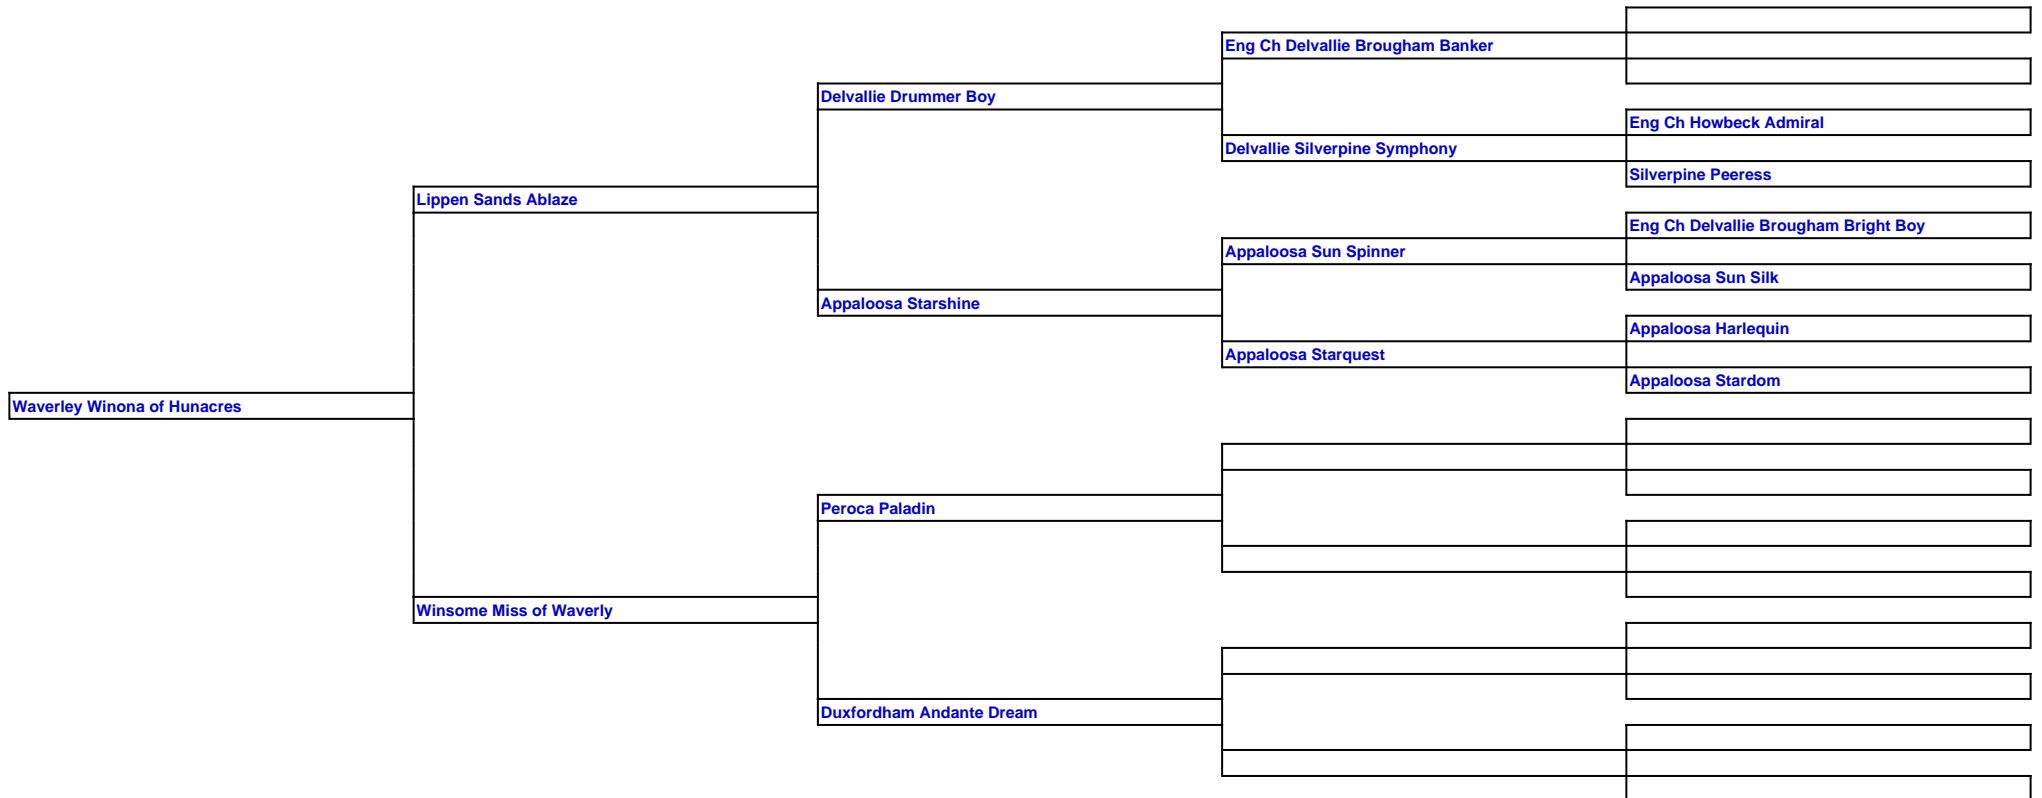 Eng Ch Delvallie Brougham Banker
Delvallie Drummer Boy
Eng Ch Howbeck Admiral
Delvallie Silverpine Symphony
Silverpine Peeress
Lippen Sands Ablaze
Eng Ch Delvallie Brougham Bright Boy
Appaloosa Sun Spinner
Appaloosa Sun Silk
Appaloosa Starshine
Appaloosa Harlequin
Appaloosa Starquest
Appaloosa Stardom
Waverley Winona of Hunacres
Peroca Paladin
Winsome Miss of Waverly
Duxfordham Andante Dream